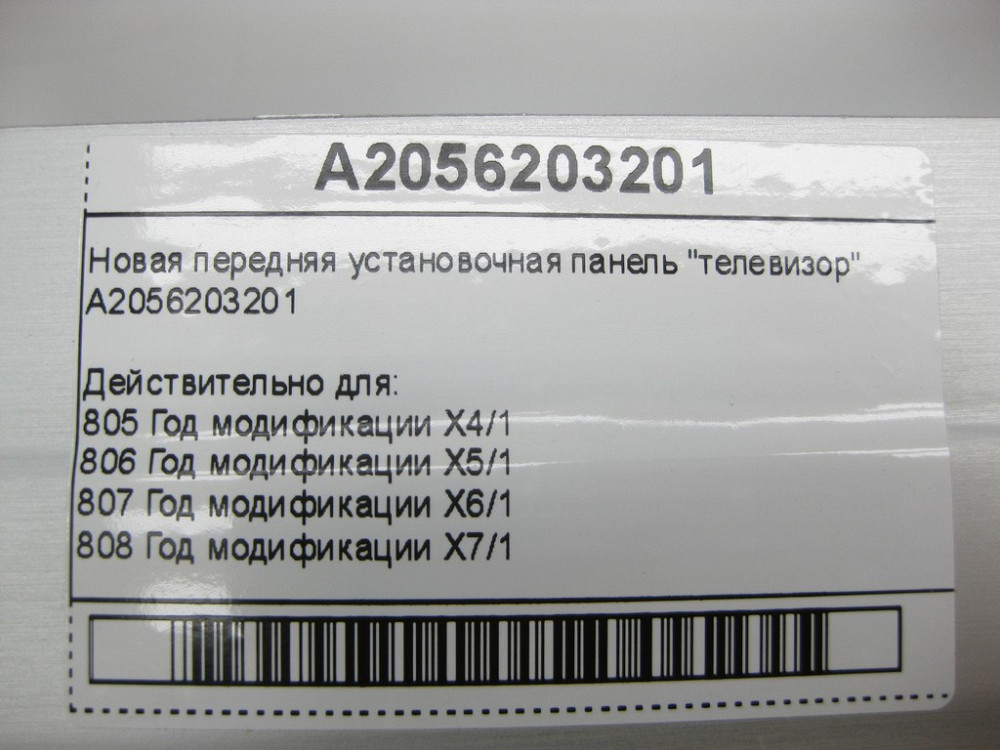 A2056203201
Новая передняя установочная панель "телевизор"
A2056203201
Действительно для:
805 Год модификации X4/1
806 Год модификации X5/1
807 Год модификации X6/1
808 Год модификации X7/1